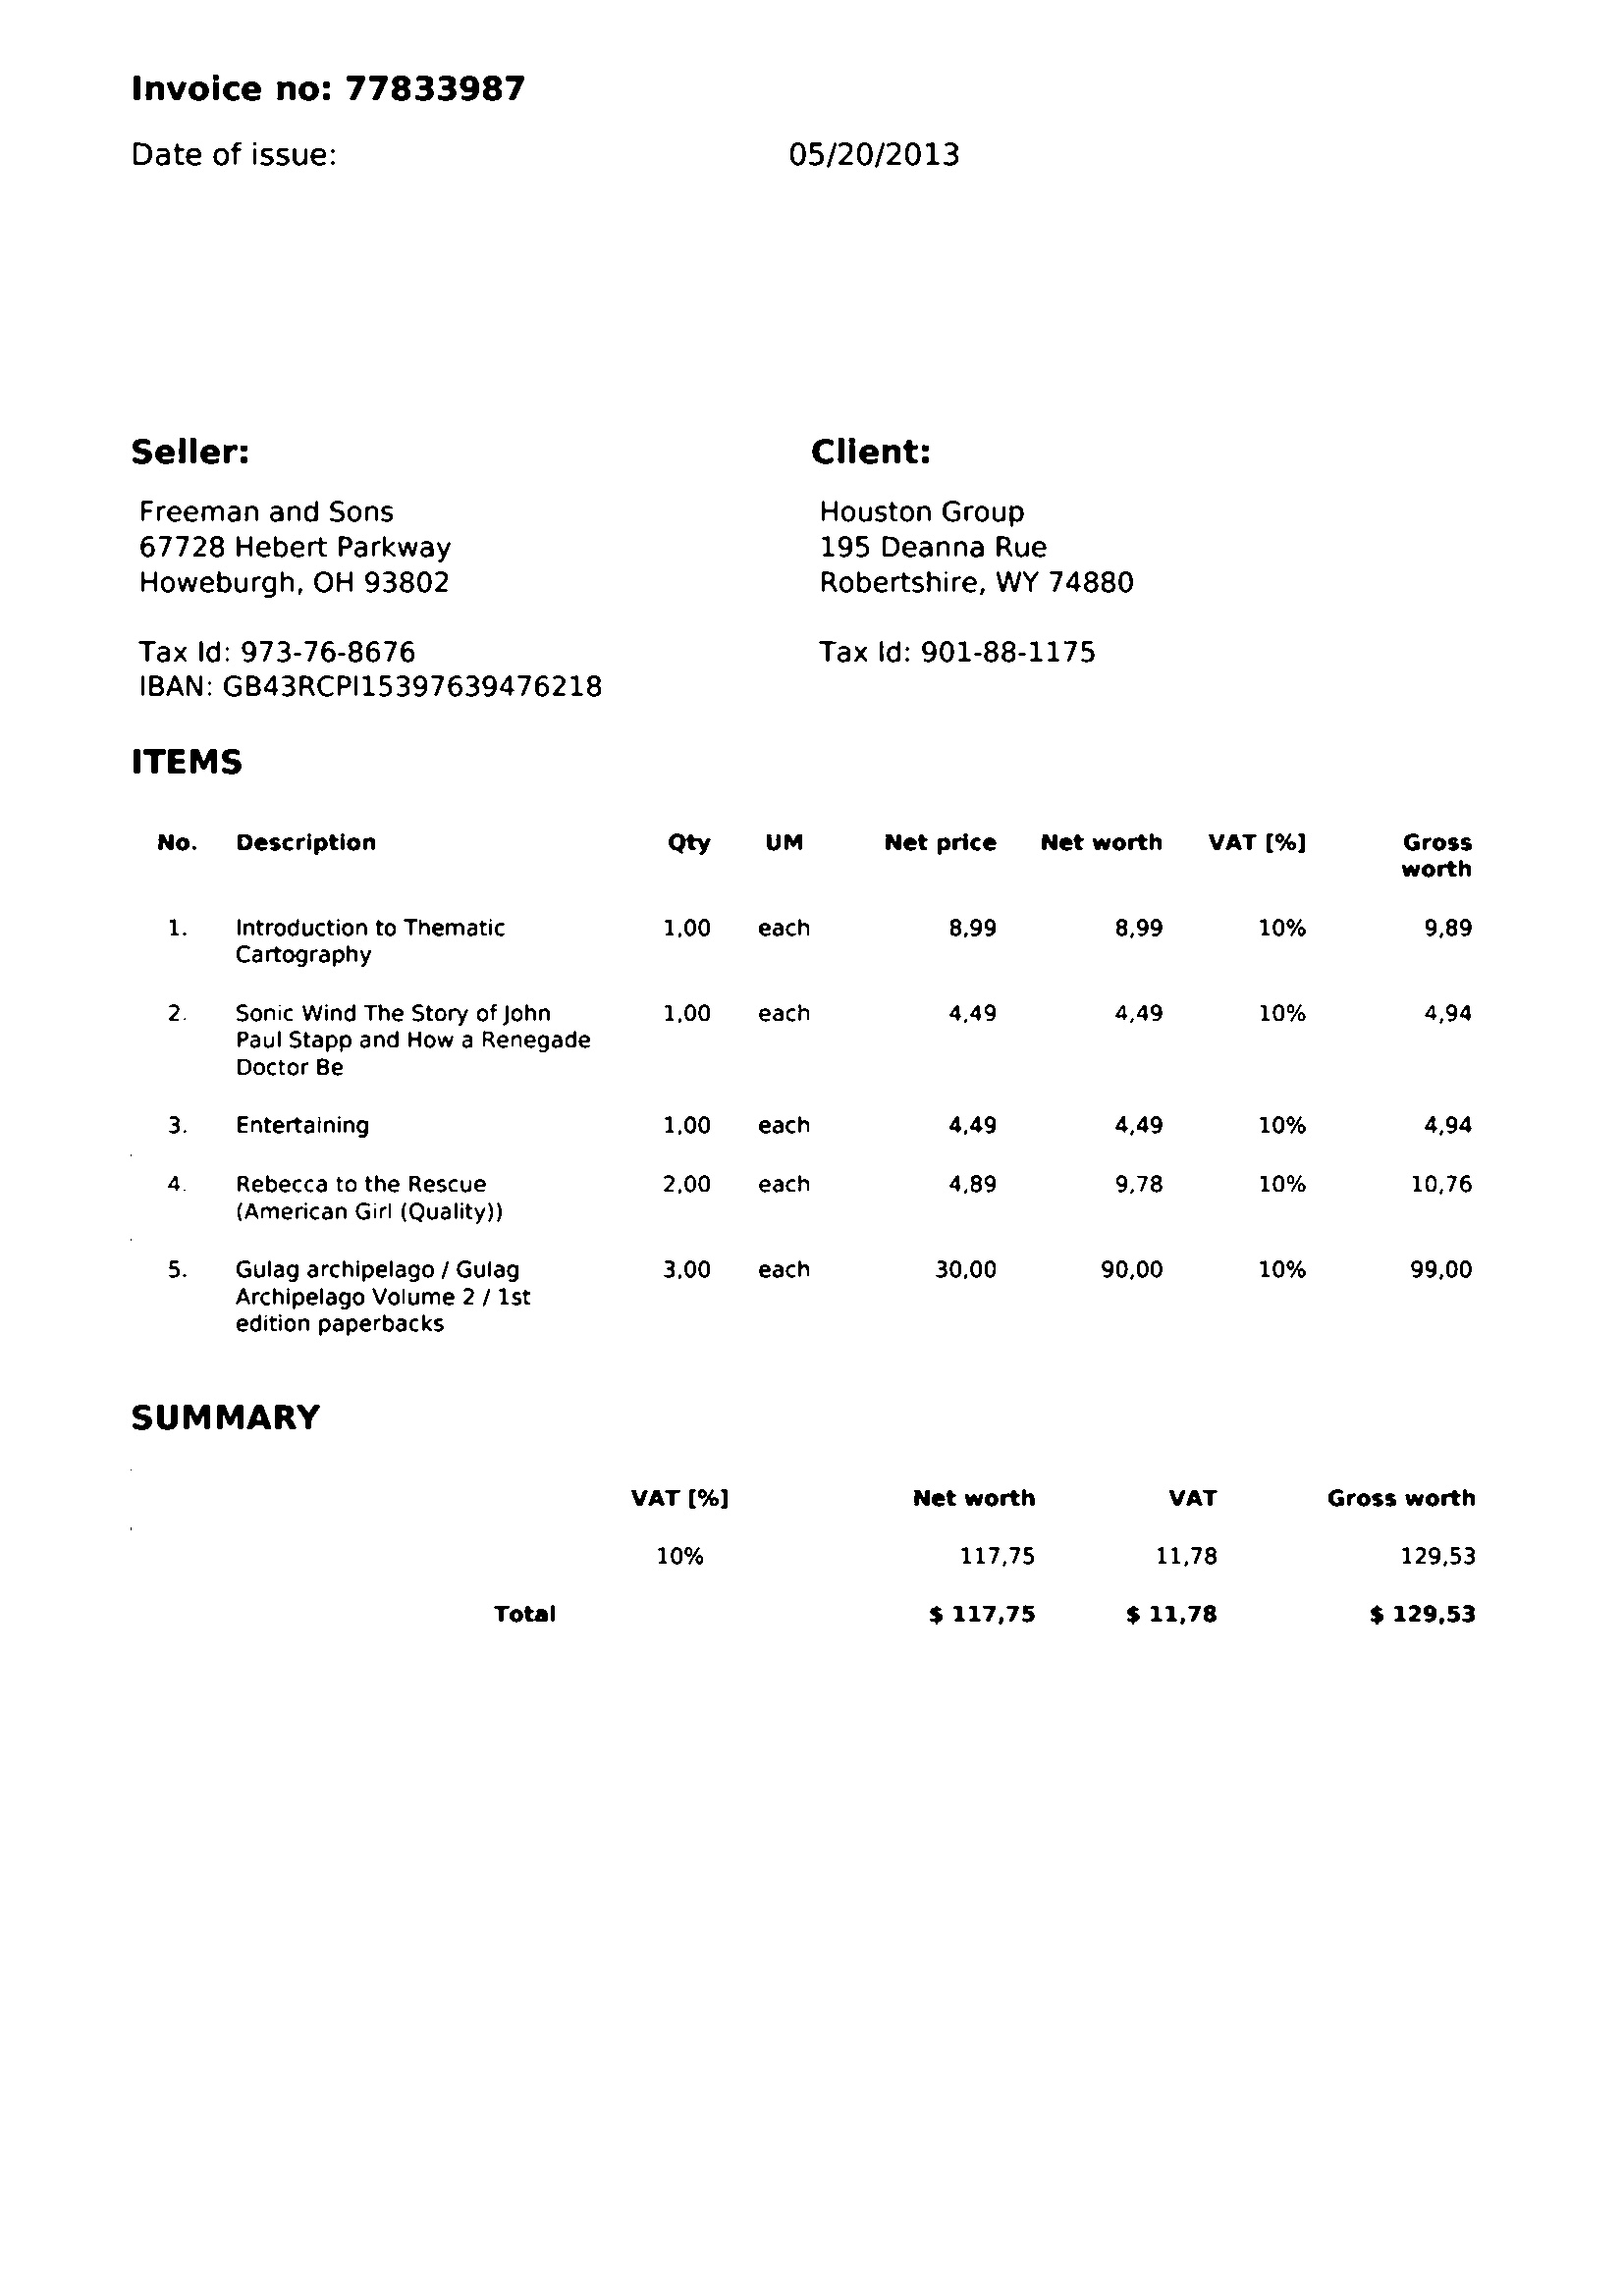 Invoice no: 77833987
Date of issue: 05/20/2013
Seller: Client:
Freeman and Sons Houston Group
67728 Hebert Parkway 195 Deanna Rue
Howeburgh, OH 93802 Robertshire, WY 74880
Tax Id: 973-76-8676 Tax Id: 901-88-1175
IBAN: GB43RCPI15397639476218
ITEMS
No. Description Qty UM Net price Net worth VAT [%] Gross
worth
1. Introduction to Thematic 1,00 each 8,99 8,99 10% 9,89
Cartography
2. Sonic Wind The Story of John 1,00 each 4,49 4,49 10% 4,94
Paul Stapp and How a Renegade
Doctor Be
3. Entertaining 1,00 each 4,49 4,49 10% 4,94
4. Rebecca to the Rescue 2,00 each 4,89 9,78 10% 10,76
(American Girl (Quality))
5. Gulag archipelago / Gulag 3,00 each 30,00 90,00 10% 99,00
Archipelago Volume 2 / 1st
edition paperbacks
SUMMARY
VAT [%] Net worth VAT Gross worth
10% 117,75 11,78 129,53
Total $ 117,75 $ 11,78 $ 129,53